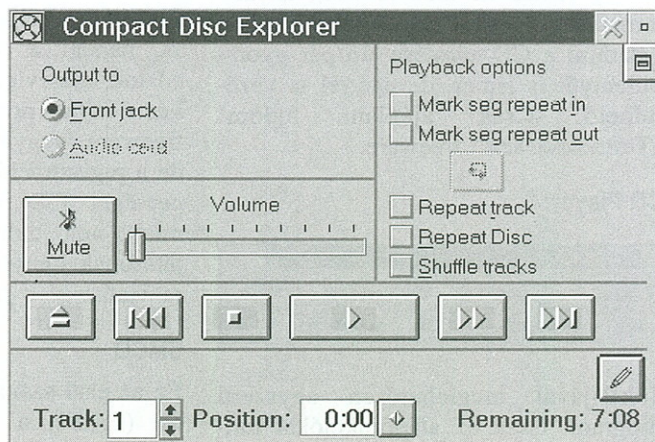 Compact Disc Explorer
Output to
Front jack
Audio card
Volume
Mute
Playback options
Mark seg repeat in
Mark seg repeat out
Repeat track
Repeat Disc
Shuffle tracks
Track: 1 Position: 0:00 Remaining: 7:08